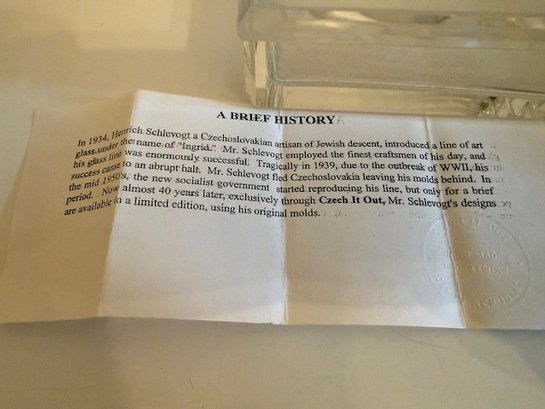 A BRIEF HISTORY
In 1934, Henrich Schlevogt a Czechoslovakian artisan of Jewish descent, introduced a line of art
glass under the name of "Ingrid." Mr. Schlevogt employed the finest craftsmen of his day, and
his glass line was enormously successful. Tragically in 1939, due to the outbreak of WWII, his
success came to an abrupt halt. Mr. Schlevogt fled Czechoslovakia leaving his molds behind. In
the mid 1950's, the new socialist government started reproducing his line, but only for a brief
period. Now almost 40 years later, exclusively through Czech It Out, Mr. Schlevogt's designs
are available in a limited edition, using his original molds.